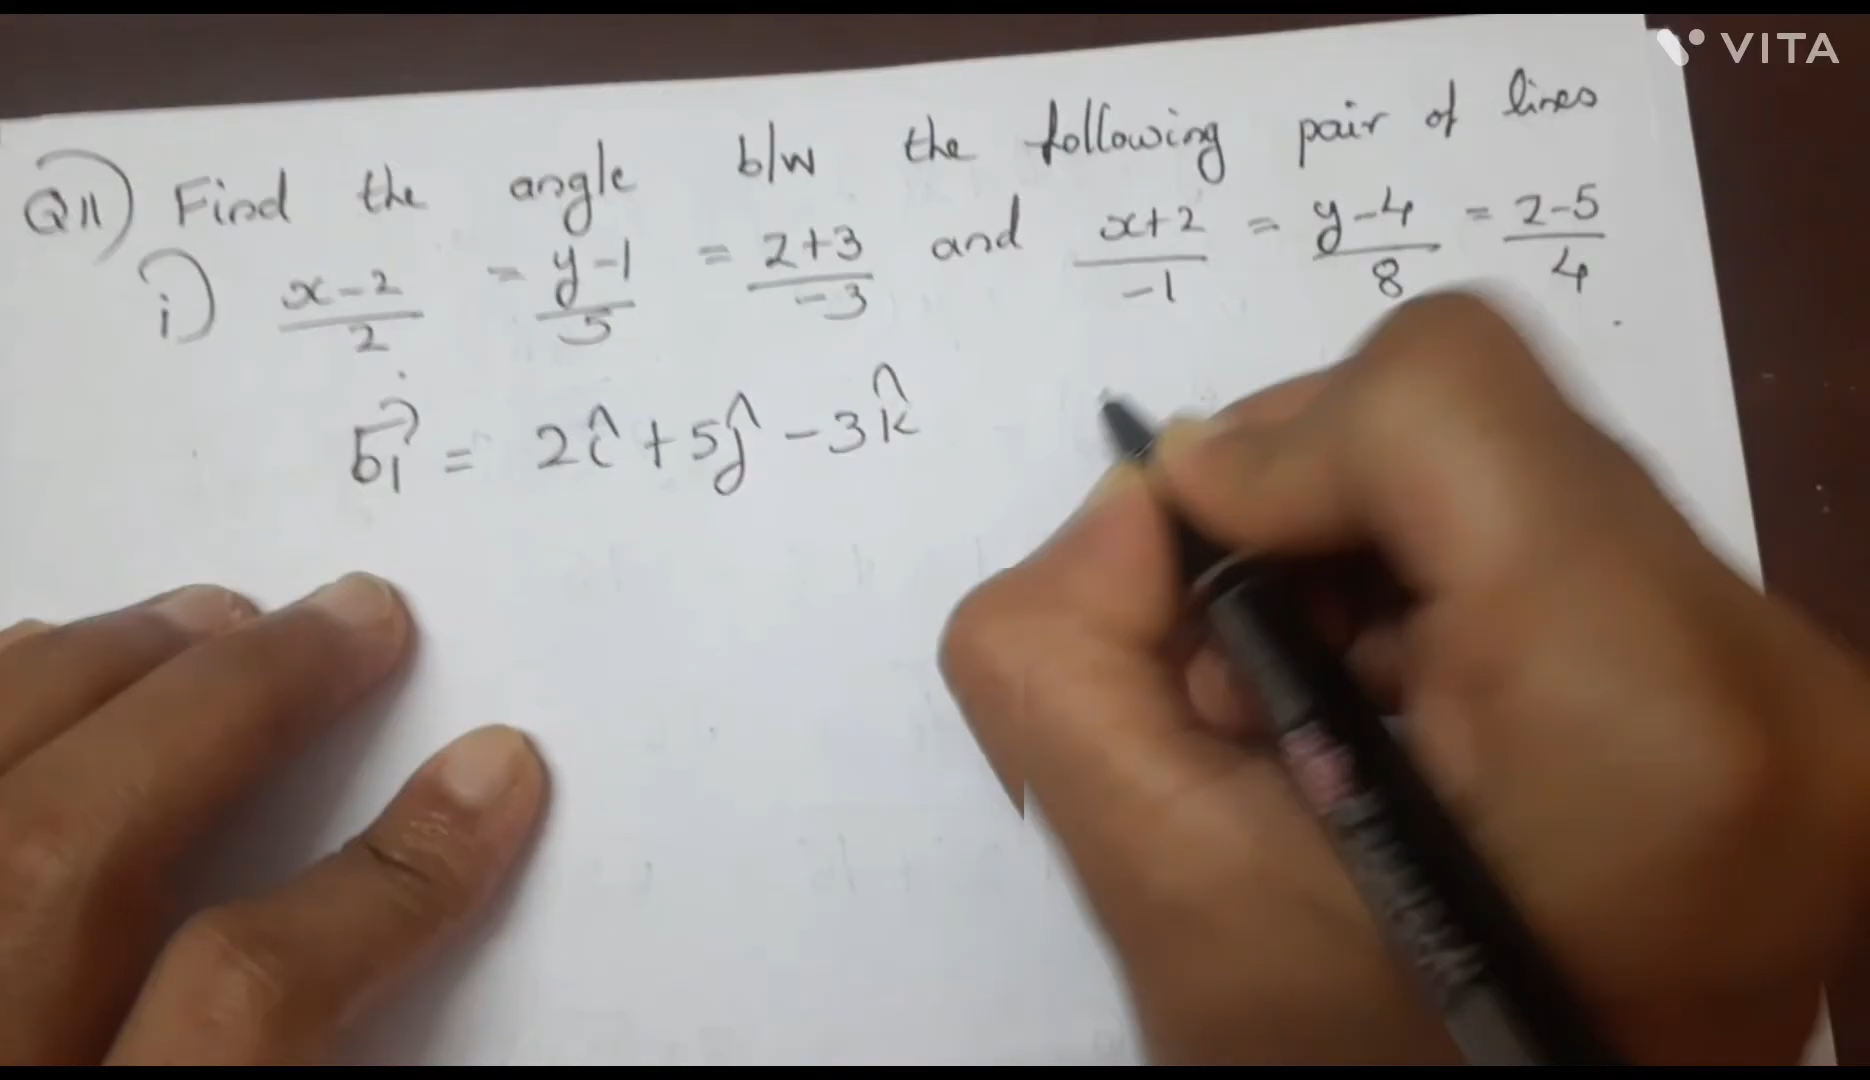 VITA
Q11) Find the angle b/w the following pair of lines
i) x-2/2 = y-1/5 = z+3/-3 and x+2/-1 = y-4/8 = z-5/4
b₁ = 2î + 5ĵ - 3k̂